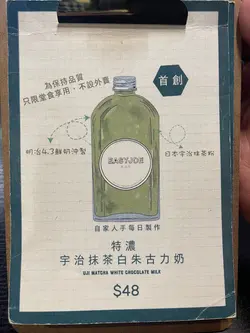 為保持品質
只限堂食享用，不設外賣
首創
EASYJOE
明治4.3鮮奶沖製
日本宇治抹茶粉
自家人手每日製作
特濃
宇治抹茶白朱古力奶
UJI MATCHA WHITE CHOCOLATE MILK
$48